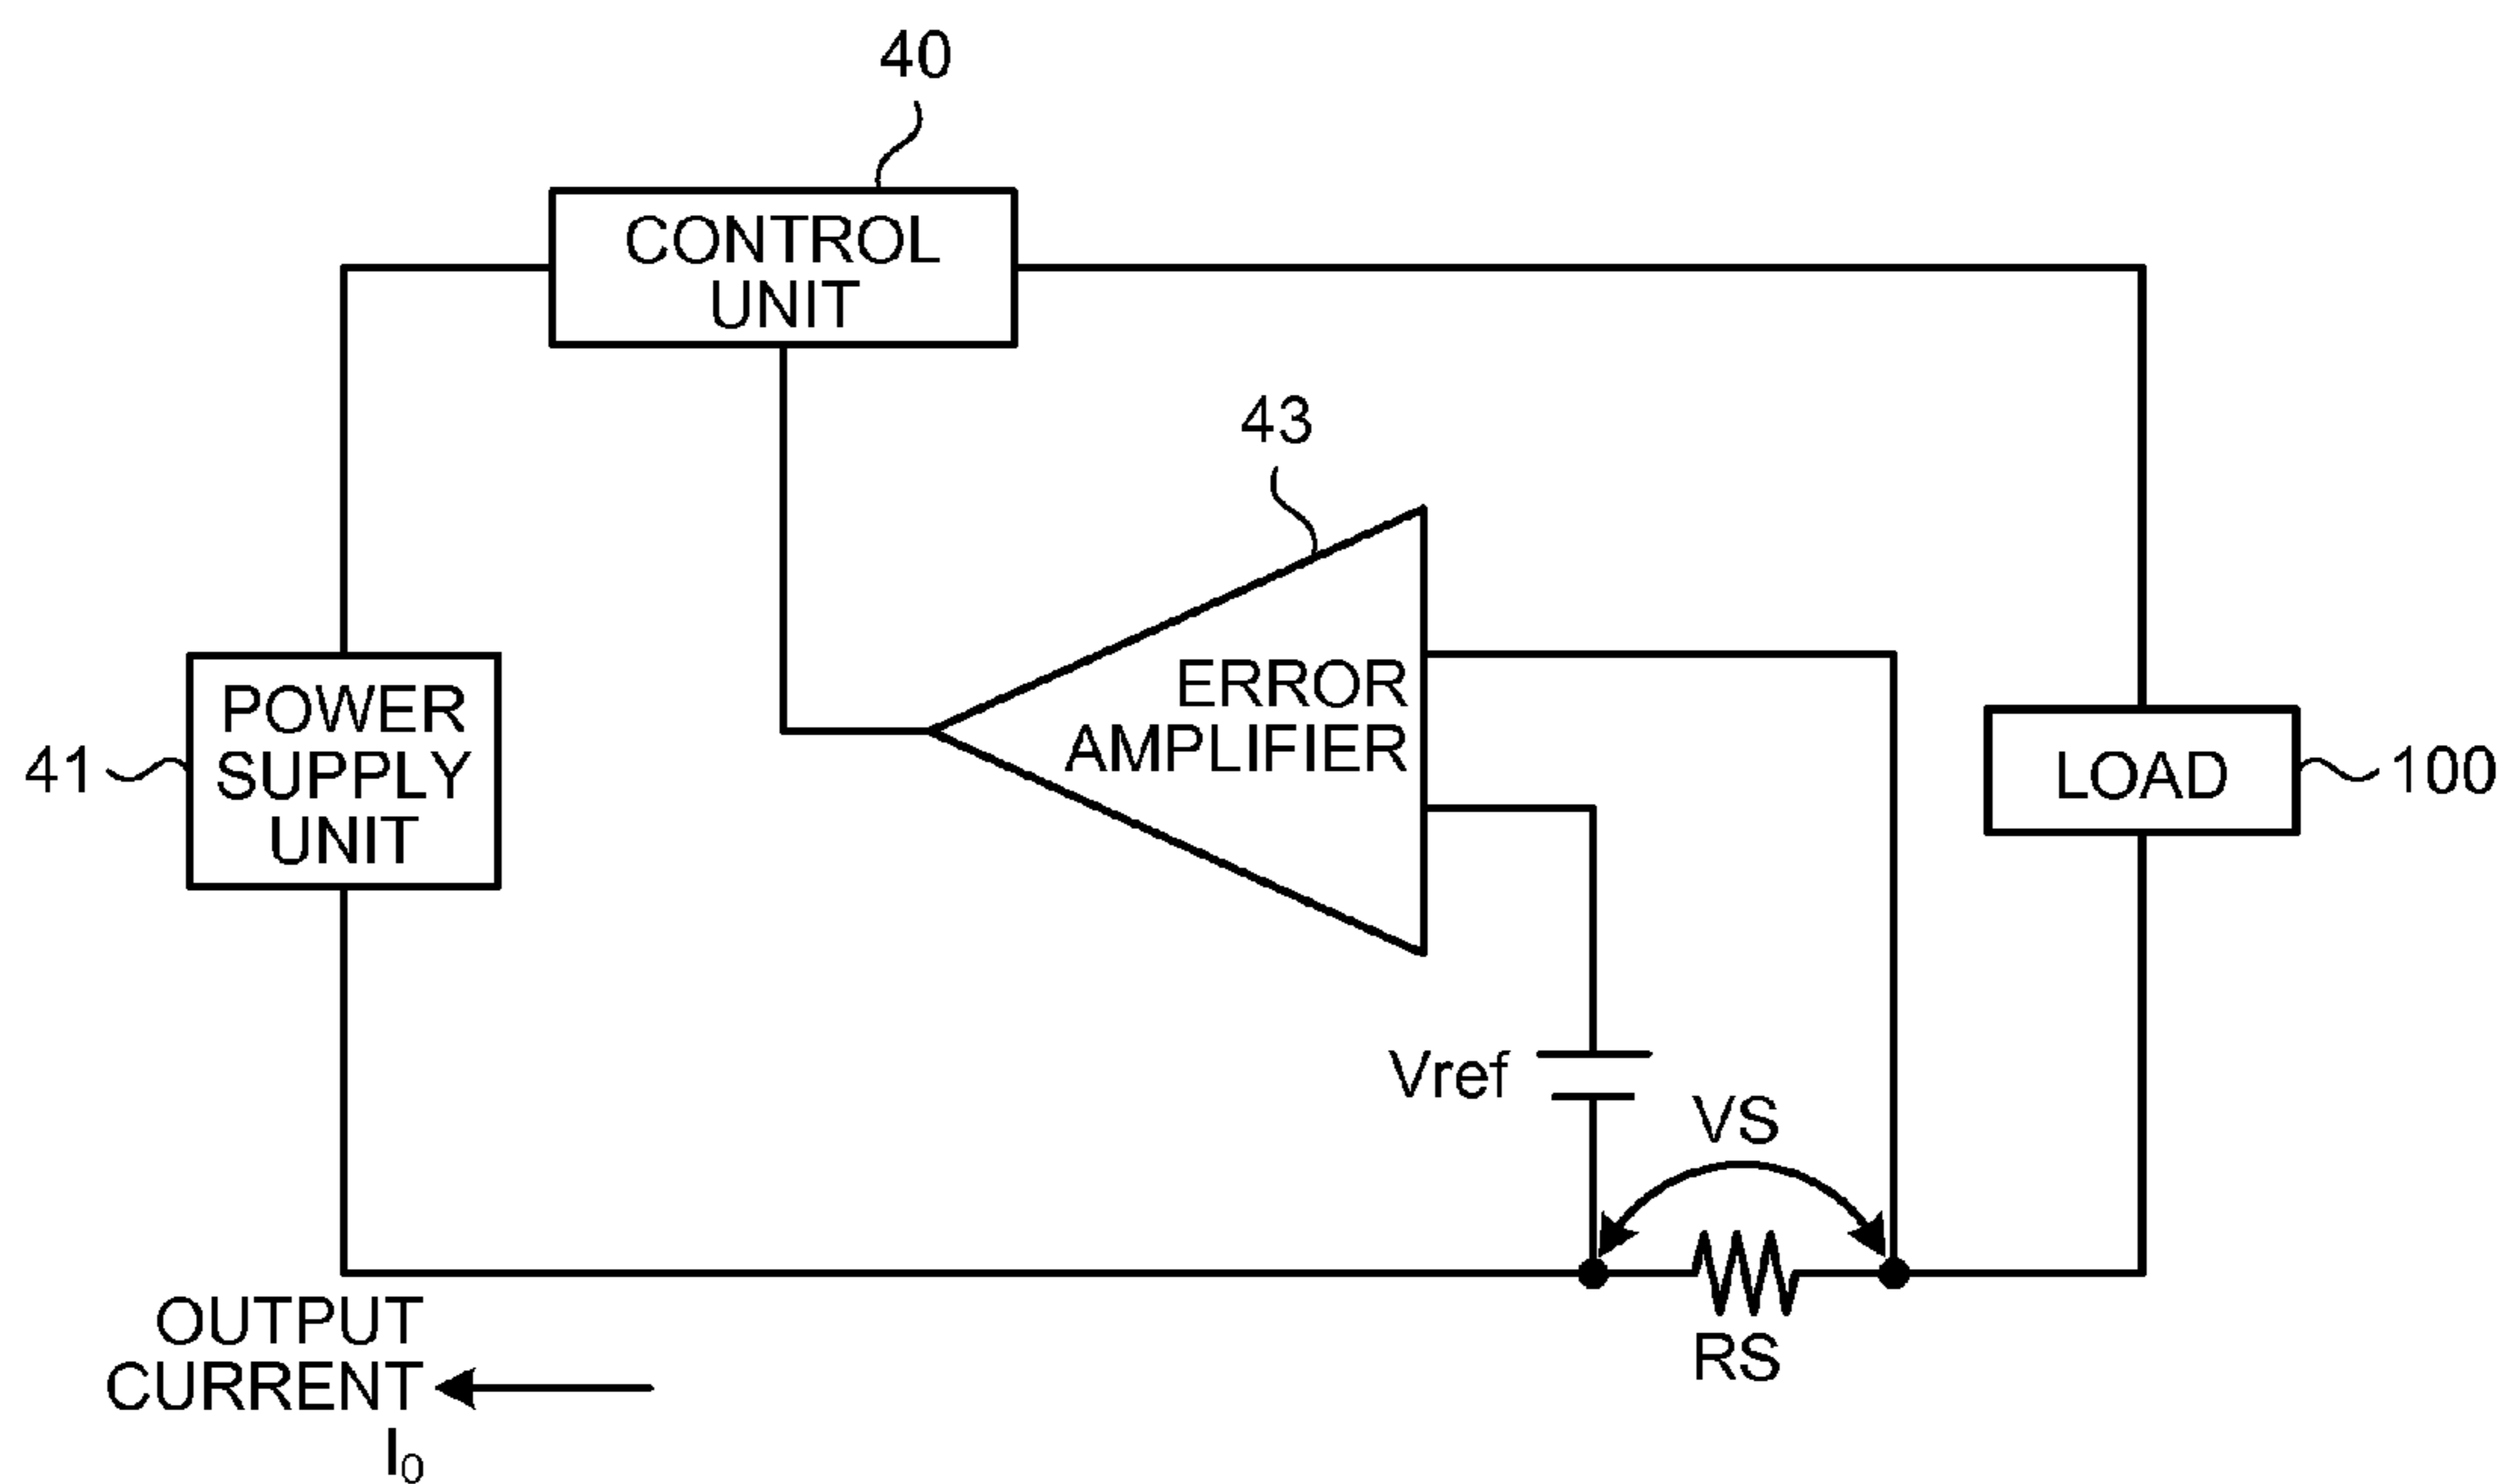 40
CONTROL
UNIT
43
ERROR
AMPLIFIER
POWER
SUPPLY
UNIT
41
LOAD
100
Vref
VS
RS
OUTPUT
CURRENT
I0